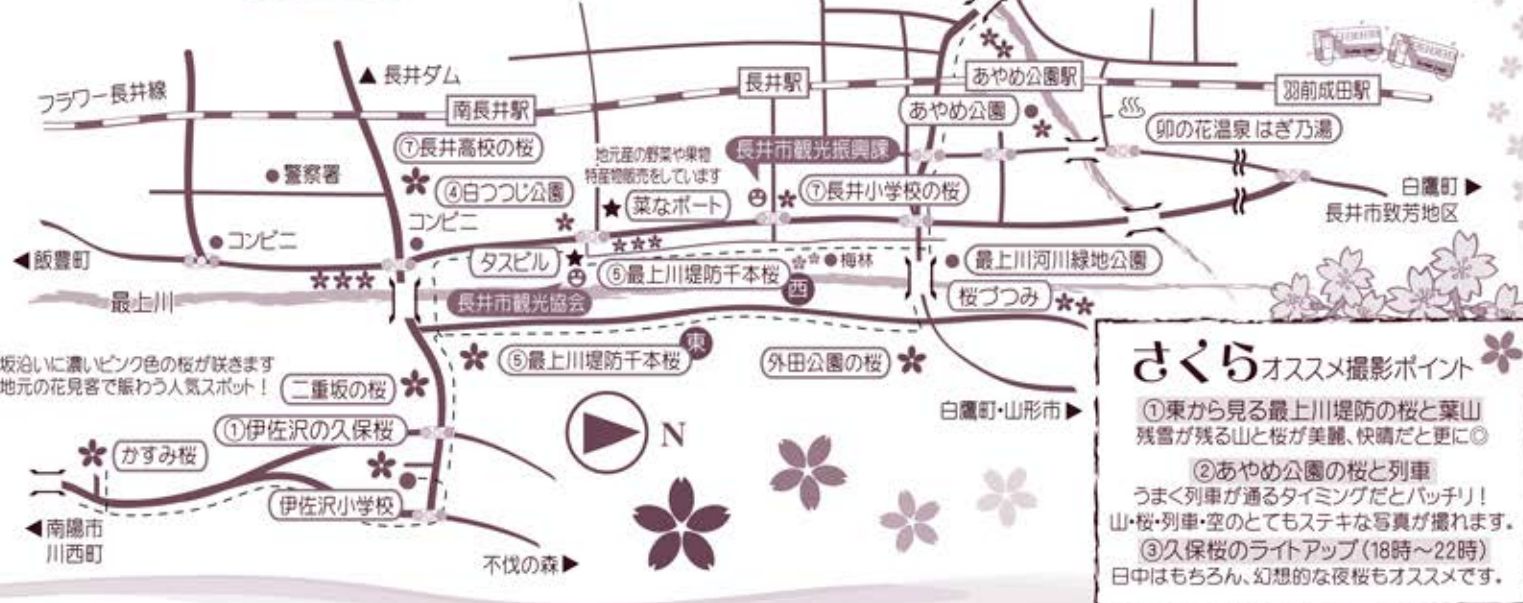 フラワー長井線
▲長井ダム
南長井駅
長井駅
あやめ公園駅
羽前成田駅
あやめ公園
卯の花温泉 はぎ乃湯
⑦長井高校の桜
地元産の野菜や果物
特産物販売をしています
長井市観光振興課
●警察署
④白つつじ公園
★菜なポート
⑦長井小学校の桜
白鷹町▶
長井市致芳地区
●コンビニ
コンビニ
◀飯豊町
タスビル
⑤最上川堤防千本桜
西
●梅林
●最上川河川緑地公園
最上川
長井市観光協会
桜づつみ
⑤最上川堤防千本桜
東
外田公園の桜
坂沿いに濃いピンク色の桜が咲きます
地元の花見客で賑わう人気スポット！
二重坂の桜
白鷹町・山形市▶
①伊佐沢の久保桜
N
かすみ桜
伊佐沢小学校
◀南陽市
川西町
不伐の森▶
さくらオススメ撮影ポイント
①東から見る最上川堤防の桜と葉山
残雪が残る山と桜が美麗、快晴だと更に◎
②あやめ公園の桜と列車
うまく列車が通るタイミングだとバッチリ！
山・桜・列車・空のとてもステキな写真が撮れます。
③久保桜のライトアップ（18時～22時）
日中はもちろん、幻想的な夜桜もオススメです。